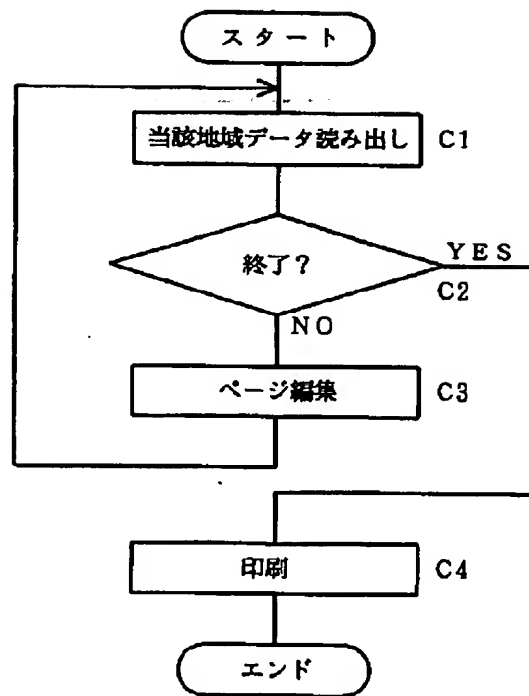 スタート
当該地域データ読み出し C1
終了?
YES
C2
NO
ページ編集 C3
印刷 C4
エンド